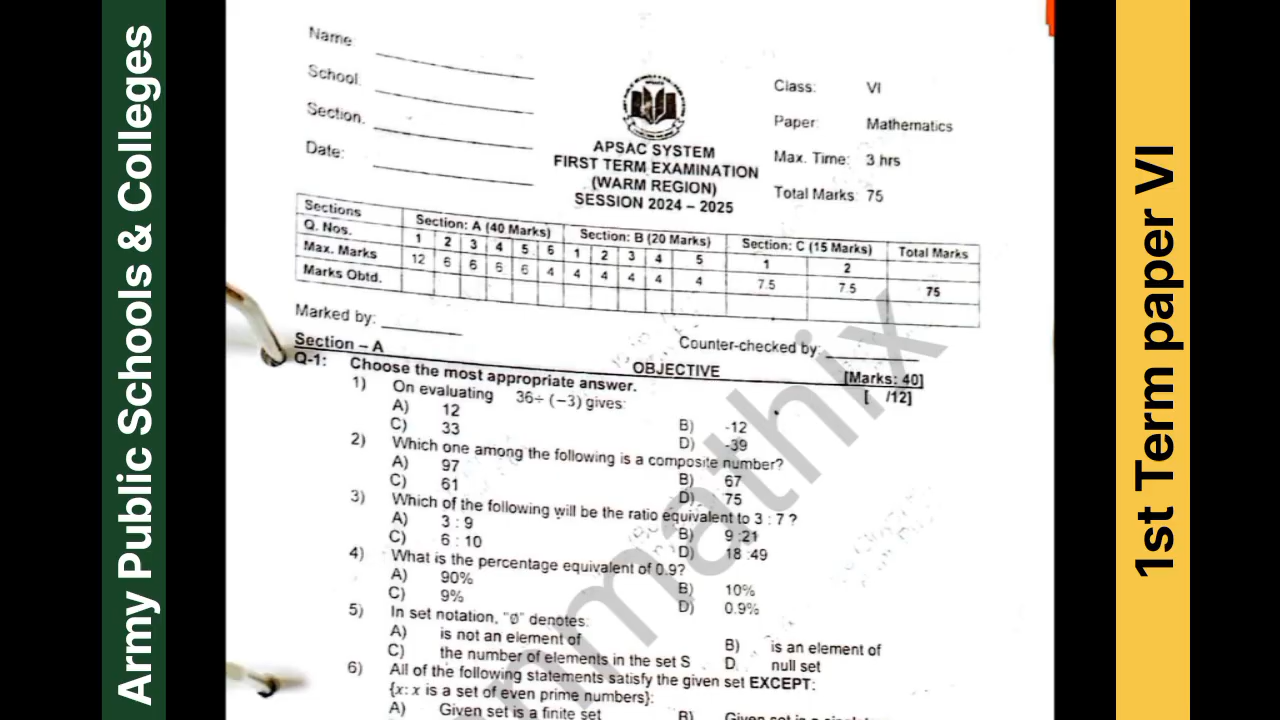 Army Public Schools & Colleges
Name:
School:
Section.
Date:
APSAC SYSTEM
FIRST TERM EXAMINATION
(WARM REGION)
SESSION 2024 – 2025
Class: VI
Paper: Mathematics
Max. Time: 3 hrs
Total Marks: 75
Sections Section: A (40 Marks) Section: B (20 Marks) Section: C (15 Marks) Total Marks
Q. Nos. 1 2 3 4 5 6 1 2 3 4 5 1 2
Max. Marks 12 6 6 6 6 4 4 4 4 4 4 7.5 7.5 75
Marks Obtd.
Marked by:
Counter-checked by:
Section – A
OBJECTIVE
[Marks: 40]
Q-1: Choose the most appropriate answer. [ /12]
1) On evaluating 36÷ (−3) gives:
A) 12 B) -12
C) 33 D) -39
2) Which one among the following is a composite number?
A) 97 B) 67
C) 61 D) 75
3) Which of the following will be the ratio equivalent to 3 : 7 ?
A) 3 : 9 B) 9 :21
C) 6 : 10 D) 18 :49
4) What is the percentage equivalent of 0.9?
A) 90% B) 10%
C) 9% D) 0.9%
5) In set notation, "∅" denotes:
A) is not an element of B) is an element of
C) the number of elements in the set S D. null set
6) All of the following statements satisfy the given set EXCEPT:
{x: x is a set of even prime numbers}:
A) Given set is a finite set B) Given set is a
1st Term paper VI